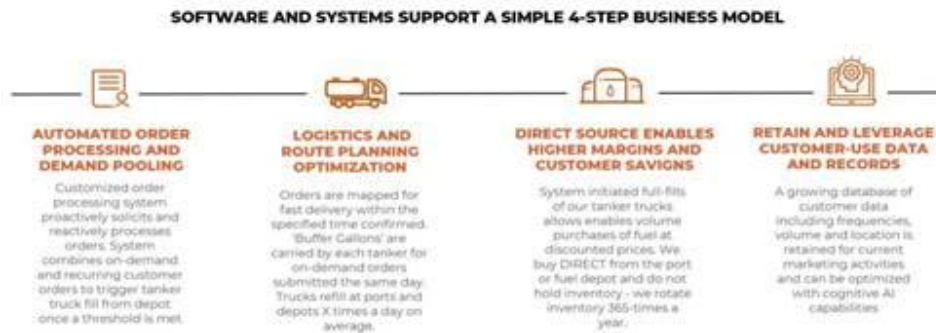 SOFTWARE AND SYSTEMS SUPPORT A SIMPLE 4-STEP BUSINESS MODEL
AUTOMATED ORDER
PROCESSING AND
DEMAND POOLING
Customized order
processing system
proactively solicits and
reactively processes
orders. System
combines on-demand
and recurring customer
orders to trigger tanker
truck fill from depot
once a threshold is met.
LOGISTICS AND
ROUTE PLANNING
OPTIMIZATION
Orders are mapped for
fast delivery within the
specified time confirmed.
'Buffer Gallons' are
carried by each tanker for
on-demand orders
submitted the same day.
Trucks refill at ports and
depots X times a day on
average.
DIRECT SOURCE ENABLES
HIGHER MARGINS AND
CUSTOMER SAVIGNS
System initiated full-fills
of our tanker trucks
allows enables volume
purchases of fuel at
discounted prices. We
buy DIRECT from the port
or fuel depot and do not
hold inventory - we rotate
inventory 365-times a
year.
RETAIN AND LEVERAGE
CUSTOMER-USE DATA
AND RECORDS
A growing database of
customer data
including frequencies,
volume and location is
retained for current
marketing activities
and can be optimized
with cognitive AI
capabilities